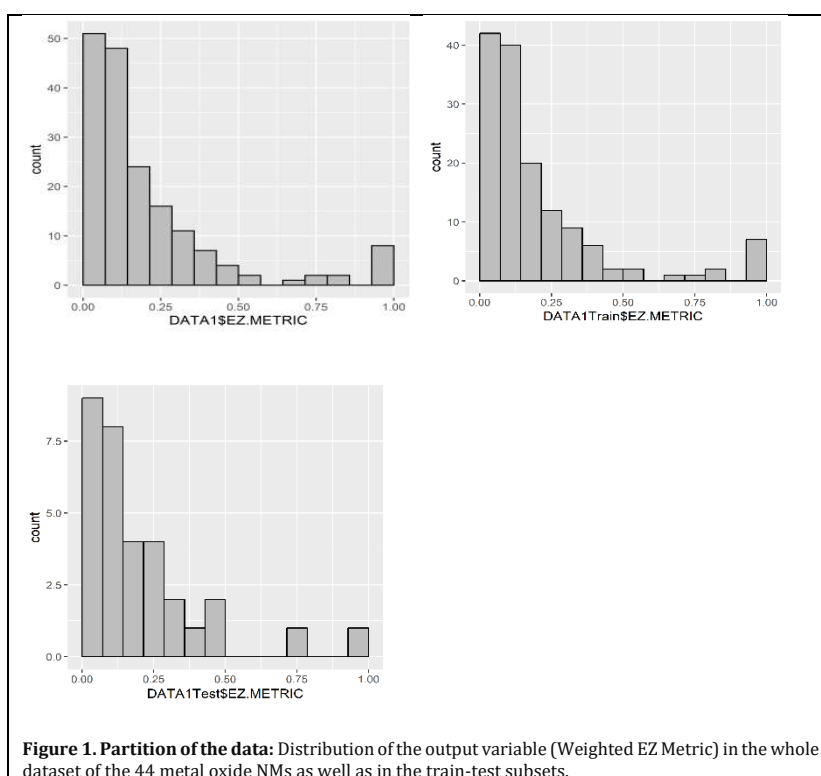 50
40
30
20
10
0
count
0.00 0.25 0.50 0.75 1.00
DATA1$EZ.METRIC
40
30
20
10
0
count
0.00 0.25 0.50 0.75 1.00
DATA1Train$EZ.METRIC
7.5
5.0
2.5
0.0
count
0.00 0.25 0.50 0.75 1.00
DATA1Test$EZ.METRIC
Figure 1. Partition of the data: Distribution of the output variable (Weighted EZ Metric) in the whole
dataset of the 44 metal oxide NMs as well as in the train-test subsets.